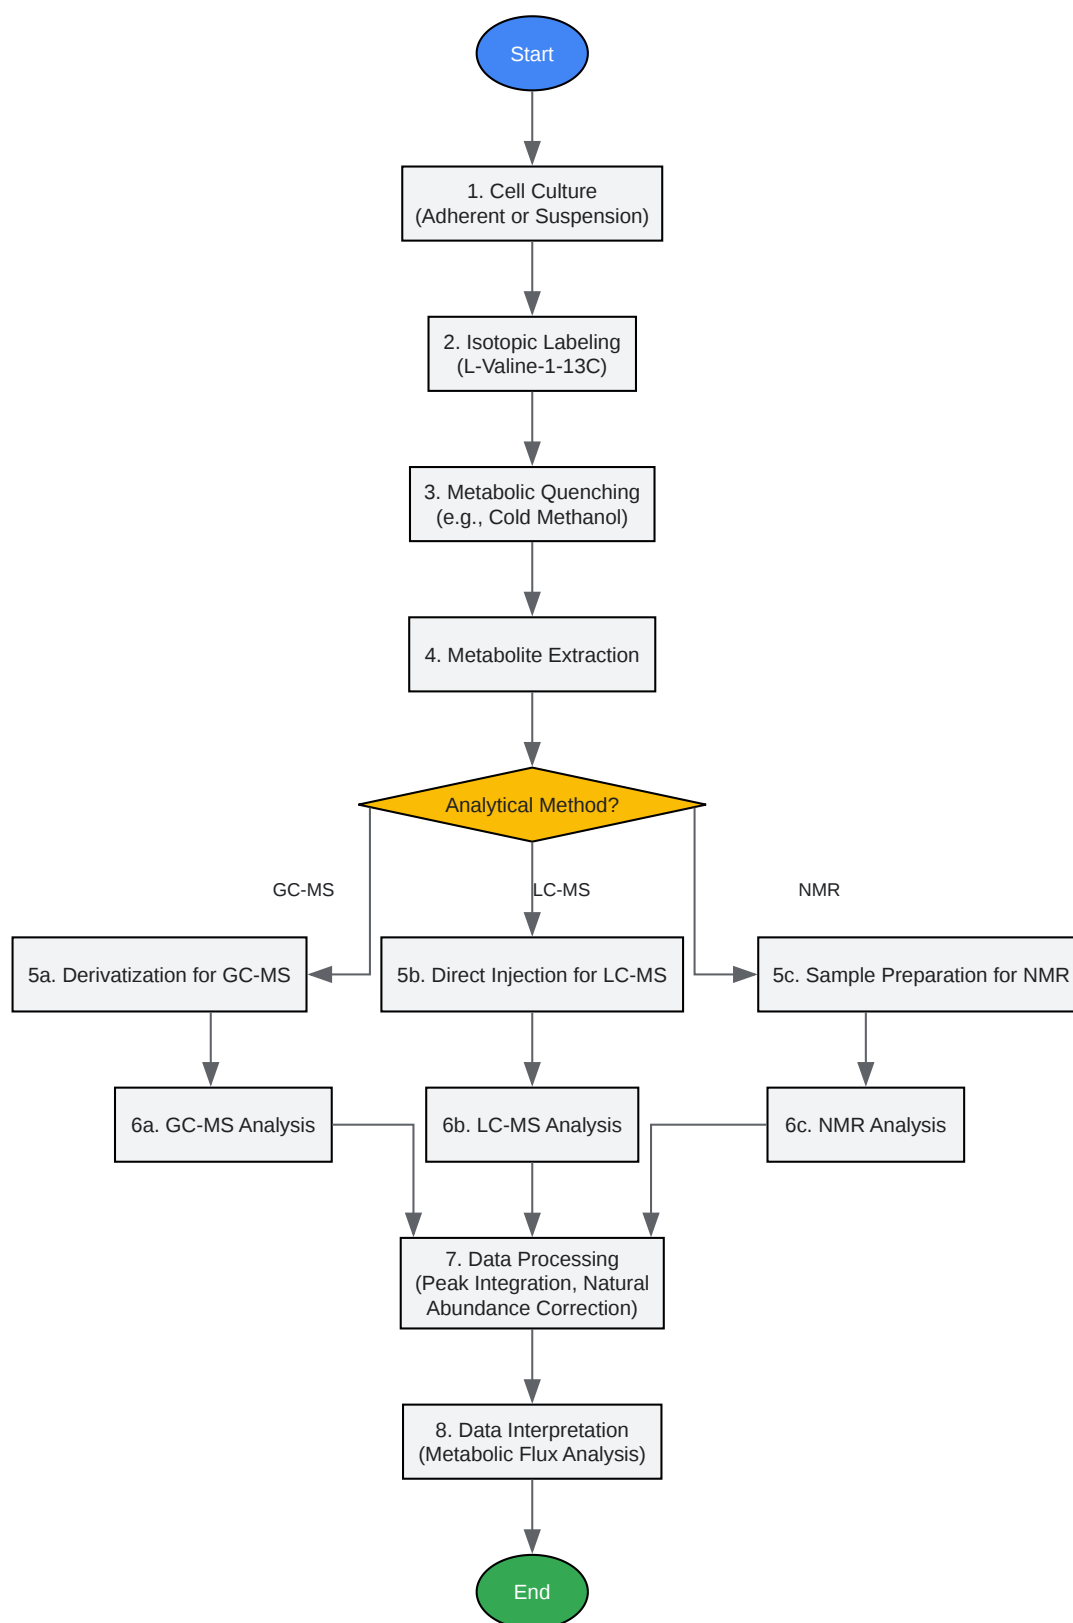 Start
1. Cell Culture
(Adherent or Suspension)
2. Isotopic Labeling
(L-Valine-1-13C)
3. Metabolic Quenching
(e.g., Cold Methanol)
4. Metabolite Extraction
Analytical Method?
GC-MS
LC-MS
NMR
5a. Derivatization for GC-MS
5b. Direct Injection for LC-MS
5c. Sample Preparation for NMR
6a. GC-MS Analysis
6b. LC-MS Analysis
6c. NMR Analysis
7. Data Processing
(Peak Integration, Natural
Abundance Correction)
8. Data Interpretation
(Metabolic Flux Analysis)
End